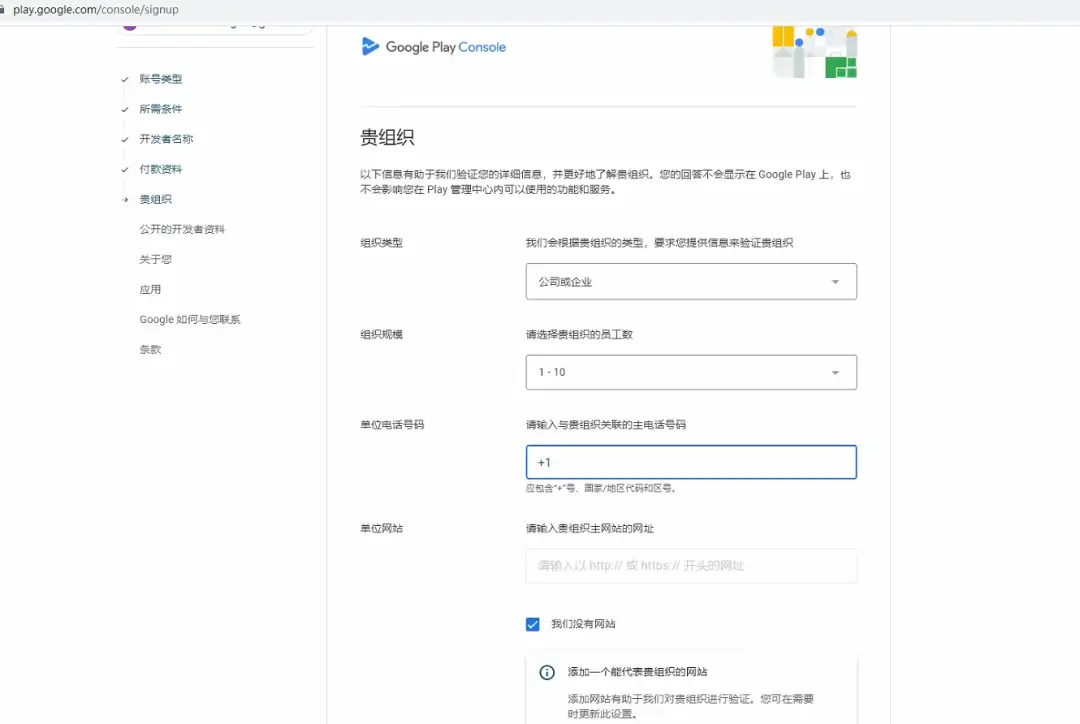 play.google.com/console/signup
Google Play Console
账号类型
所需条件
开发者名称
付款资料
贵组织
公开的开发者资料
关于您
应用
Google 如何与您联系
条款
贵组织
以下信息有助于我们验证您的详细信息，并更好地了解贵组织。您的回答不会显示在 Google Play 上，也
不会影响您在 Play 管理中心内可以使用的功能和服务。
组织类型
我们会根据贵组织的类型，要求您提供信息来验证贵组织
公司或企业
组织规模
请选择贵组织的员工数
1 - 10
单位电话号码
请输入与贵组织关联的主电话号码
+1
应包含“+”号、国家/地区代码和区号。
单位网站
请输入贵组织主网站的网址
请输入以 http:// 或 https:// 开头的网址
我们没有网站
添加一个能代表贵组织的网站
添加网站有助于我们对贵组织进行验证。您可在需要
时更新此设置。